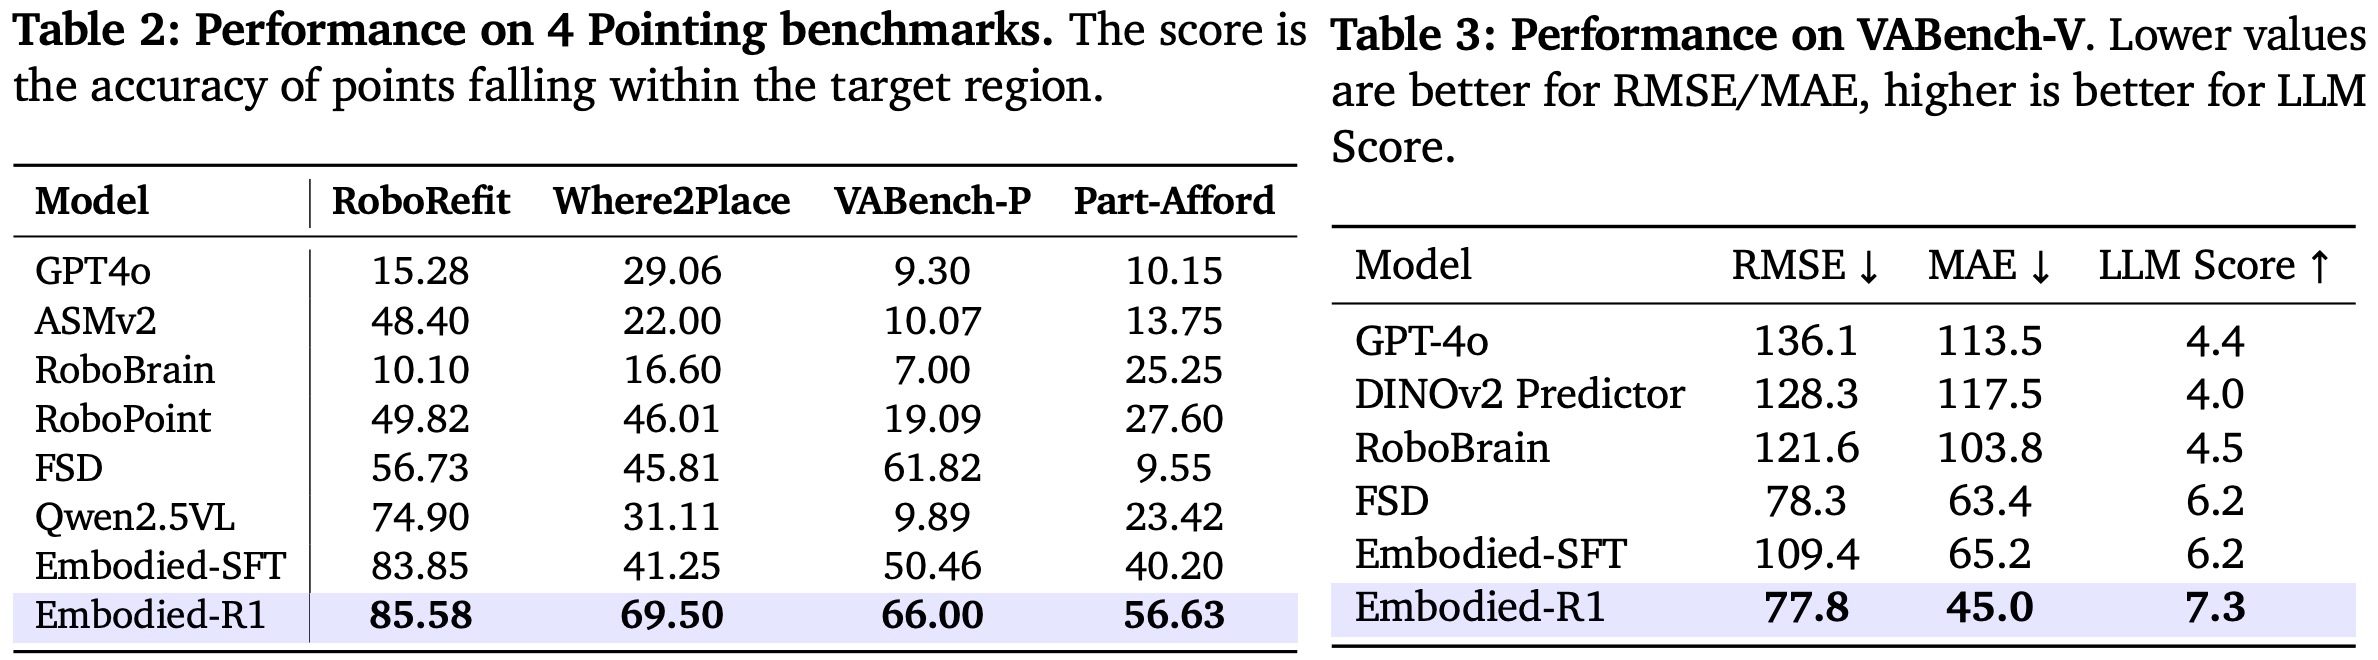 Table 2: Performance on 4 Pointing benchmarks. The score is
the accuracy of points falling within the target region.
Model RoboRefit Where2Place VABench-P Part-Afford
GPT4o 15.28 29.06 9.30 10.15
ASMv2 48.40 22.00 10.07 13.75
RoboBrain 10.10 16.60 7.00 25.25
RoboPoint 49.82 46.01 19.09 27.60
FSD 56.73 45.81 61.82 9.55
Qwen2.5VL 74.90 31.11 9.89 23.42
Embodied-SFT 83.85 41.25 50.46 40.20
Embodied-R1 85.58 69.50 66.00 56.63
Table 3: Performance on VABench-V. Lower values
are better for RMSE/MAE, higher is better for LLM
Score.
Model RMSE ↓ MAE ↓ LLM Score ↑
GPT-4o 136.1 113.5 4.4
DINOv2 Predictor 128.3 117.5 4.0
RoboBrain 121.6 103.8 4.5
FSD 78.3 63.4 6.2
Embodied-SFT 109.4 65.2 6.2
Embodied-R1 77.8 45.0 7.3